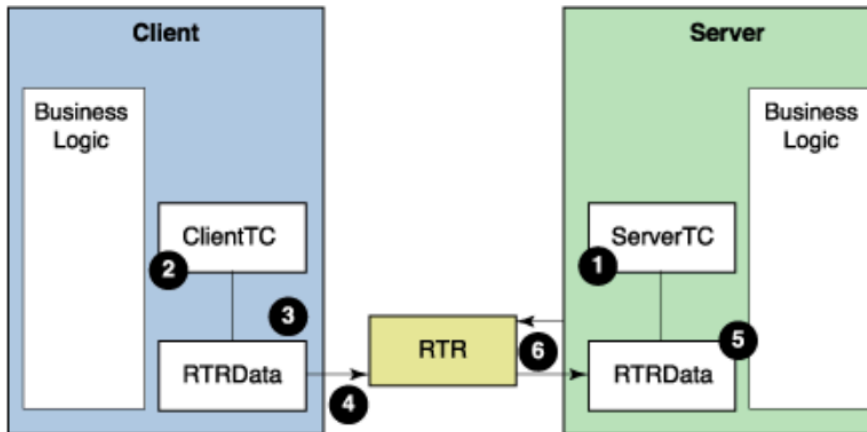 Client
Server
Business
Logic
Business
Logic
ClientTC
ServerTC
2
1
3
RTR
6
5
RTRData
RTRData
4